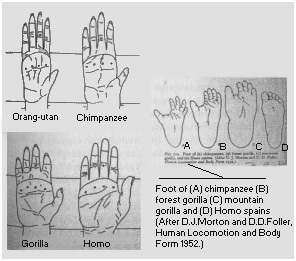 Orang-utan
Chimpanzee
Gorilla
Homo
A
B
C
D
Foot of (A) chimpanzee (B)
forest gorilla (C) mountain
gorilla and (D) Homo spains
(After D.J.Morton and D.D.Foller,
Human Locomotion and Body
Form 1952.)